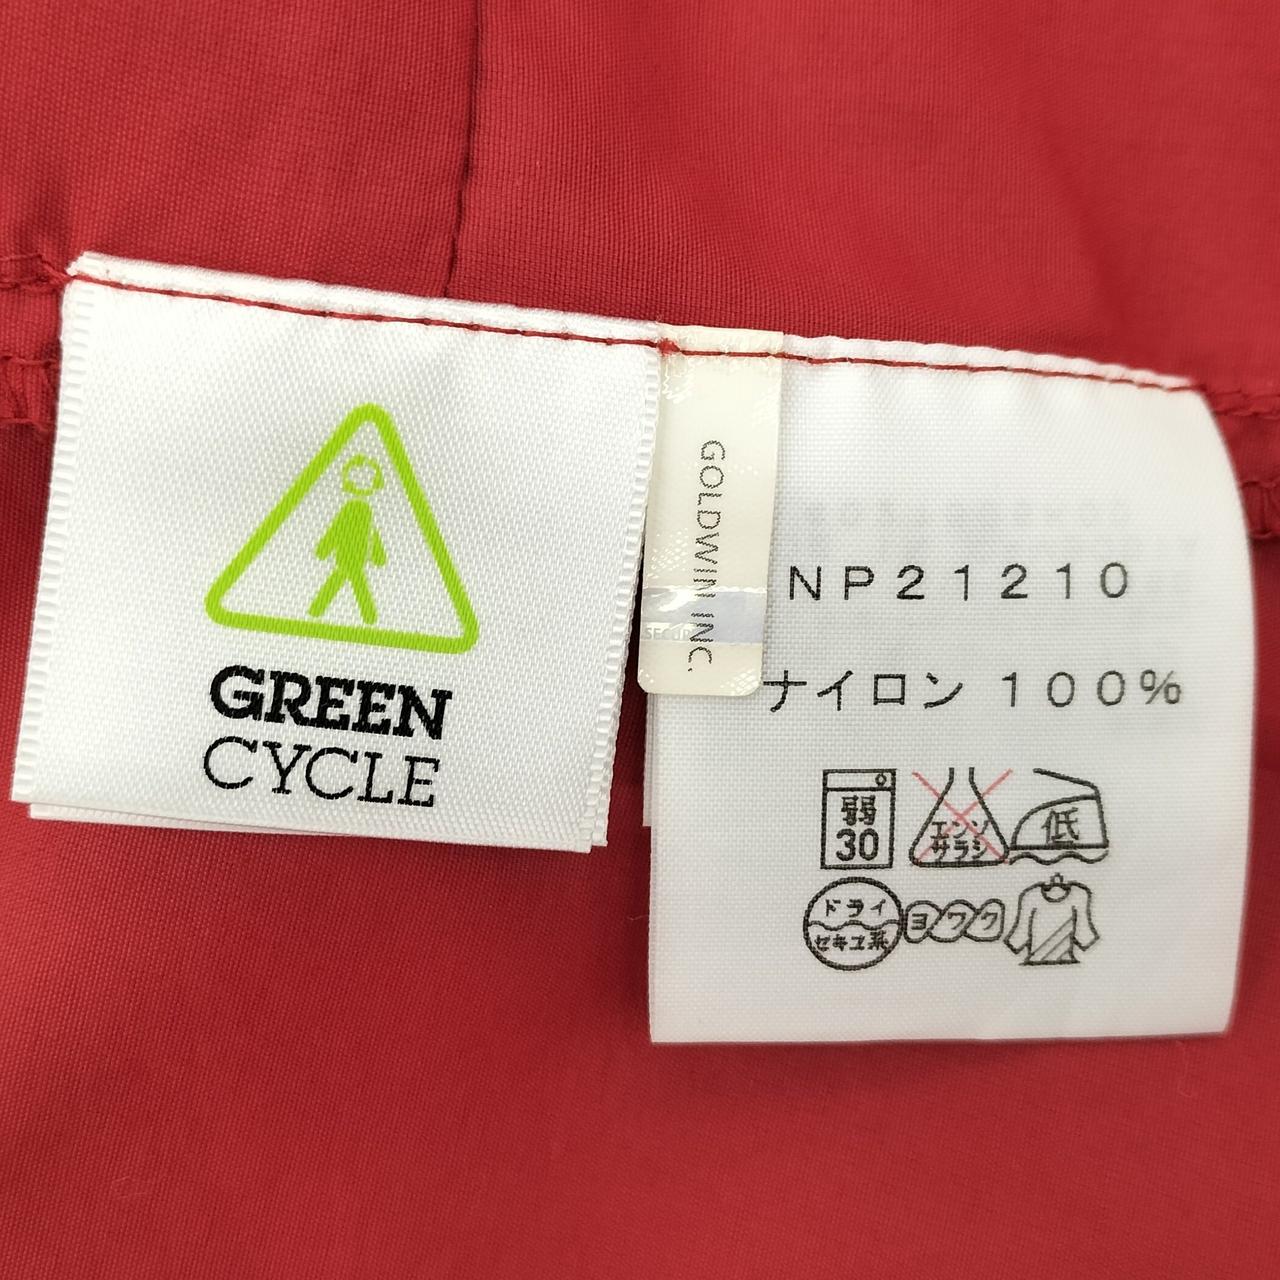 GREEN
CYCLE
GOLDWIN INC.
NP21210
ナイロン 100%
弱
30
エンソ
サラシ
低
ドライ
セキユ系
ヨワク